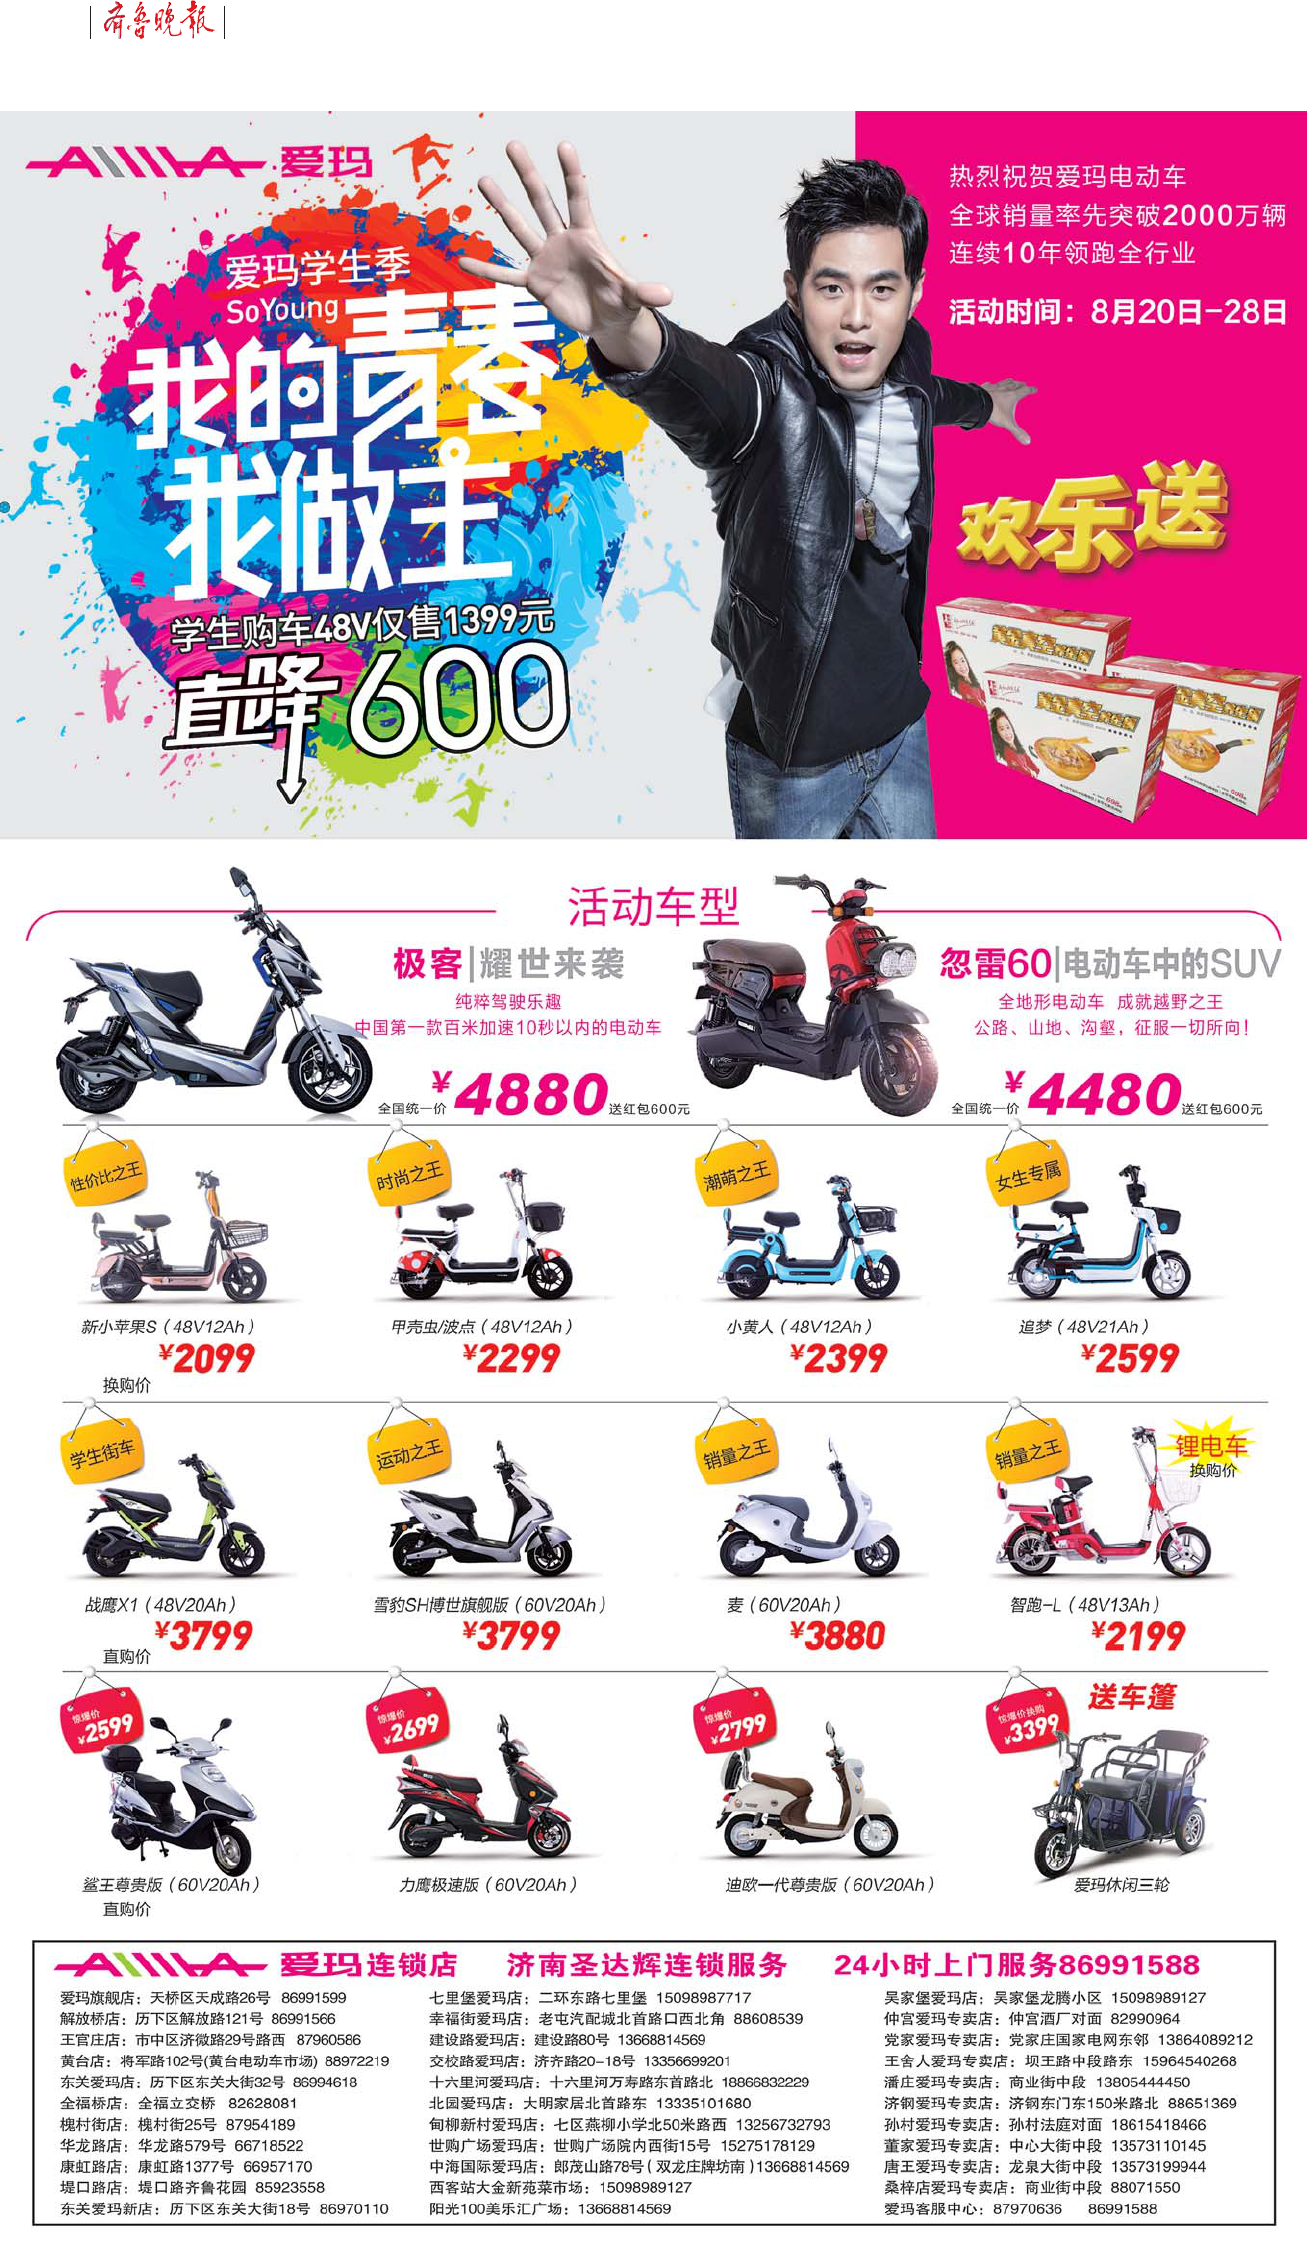 齐鲁晚报
AIMA 爱玛
热烈祝贺爱玛电动车
全球销量率先突破2000万辆
连续10年领跑全行业
活动时间：8月20日-28日
爱玛学生季
SoYoung
我的青春
我做主
学生购车48V仅售1399元
直降600
欢乐送
活动车型
极客|耀世来袭
纯粹驾驶乐趣
中国第一款百米加速10秒以内的电动车
全国统一价 ¥4880 送红包600元
忽雷60|电动车中的SUV
全地形电动车 成就越野之王
公路、山地、沟壑，征服一切所向！
全国统一价 ¥4480 送红包600元
性价比之王
时尚之王
潮萌之王
女生专属
新小苹果S（48V12Ah）
甲壳虫/波点（48V12Ah）
小黄人（48V12Ah）
追梦（48V21Ah）
¥2099
¥2299
¥2399
¥2599
换购价
学生街车
运动之王
销量之王
销量之王
锂电车
换购价
战鹰X1（48V20Ah）
雪豹SH博世旗舰版（60V20Ah）
麦（60V20Ah）
智跑-L（48V13Ah）
¥3799
¥3799
¥3880
¥2199
直购价
惊爆价
¥2599
惊爆价
¥2699
惊爆价
¥2799
惊爆价换购
¥3399
送车篷
鲨王尊贵版（60V20Ah）
力鹰极速版（60V20Ah）
迪欧一代尊贵版（60V20Ah）
爱玛休闲三轮
直购价
AIMA 爱玛连锁店 济南圣达辉连锁服务 24小时上门服务86991588
爱玛旗舰店：天桥区天成路26号 86991599
解放桥店：历下区解放路121号 86991566
王官庄店：市中区济微路29号路西 87960586
黄台店：将军路102号(黄台电动车市场) 88972219
东关爱玛店：历下区东关大街32号 86994618
全福桥店：全福立交桥 82628081
槐村街店：槐村街25号 87954189
华龙路店：华龙路579号 66718522
康虹路店：康虹路1377号 66957170
堤口路店：堤口路齐鲁花园 85923558
东关爱玛新店：历下区东关大街18号 86970110
七里堡爱玛店：二环东路七里堡 15098987717
幸福街爱玛店：老屯汽配城北首路口西北角 88608539
建设路爱玛店：建设路80号 13668814569
交校路爱玛店：济齐路20-18号 13356699201
十六里河爱玛店：十六里河万寿路东首路北 18866832229
北园爱玛店：大明家居北首路东 13335101680
甸柳新村爱玛店：七区燕柳小学北50米路西 13256732793
世购广场爱玛店：世购广场院内西街15号 15275178129
中海国际爱玛店：郎茂山路78号（双龙庄牌坊南）13668814569
西客站大金新苑菜市场：15098989127
阳光100美乐汇广场：13668814569
吴家堡爱玛店：吴家堡龙腾小区 15098989127
仲宫爱玛专卖店：仲宫酒厂对面 82990964
党家爱玛专卖店：党家庄国家电网东邻 13864089212
王舍人爱玛专卖店：坝王路中段路东 15964540268
潘庄爱玛专卖店：商业街中段 13805444450
济钢爱玛专卖店：济钢东门东150米路北 88651369
孙村爱玛专卖店：孙村法庭对面 18615418466
董家爱玛专卖店：中心大街中段 13573110145
唐王爱玛专卖店：龙泉大街中段 13573199944
桑梓店爱玛专卖店：商业街中段 88071550
爱玛客服中心：87970636 86991588